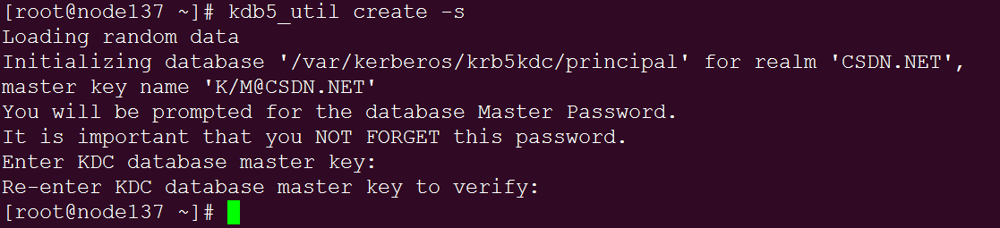 [root@node137 ~]# kdb5_util create -s
Loading random data
Initializing database '/var/kerberos/krb5kdc/principal' for realm 'CSDN.NET',
master key name 'K/M@CSDN.NET'
You will be prompted for the database Master Password.
It is important that you NOT FORGET this password.
Enter KDC database master key:
Re-enter KDC database master key to verify:
[root@node137 ~]#